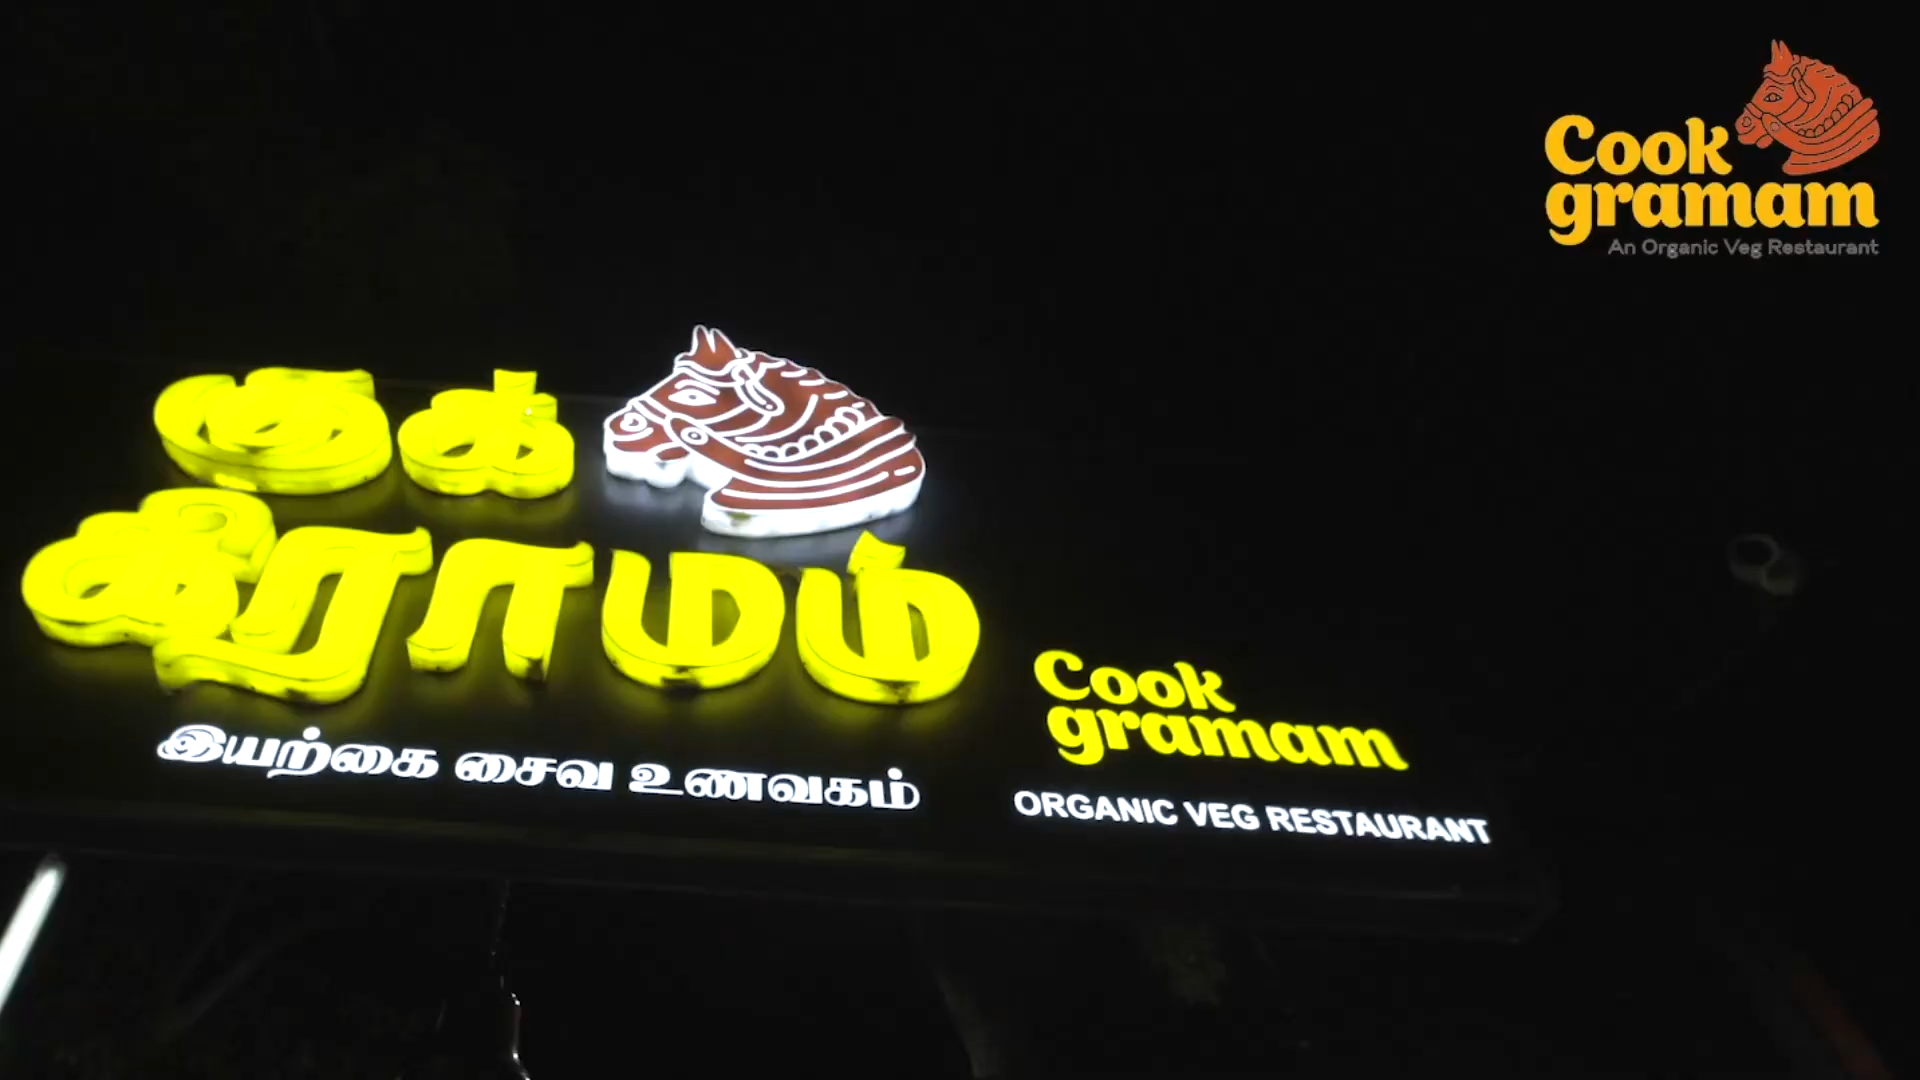 Cook
gramam
An Organic Veg Restaurant
குக்
கிராமம்
இயற்கை சைவ உணவகம்
Cook
gramam
ORGANIC VEG RESTAURANT